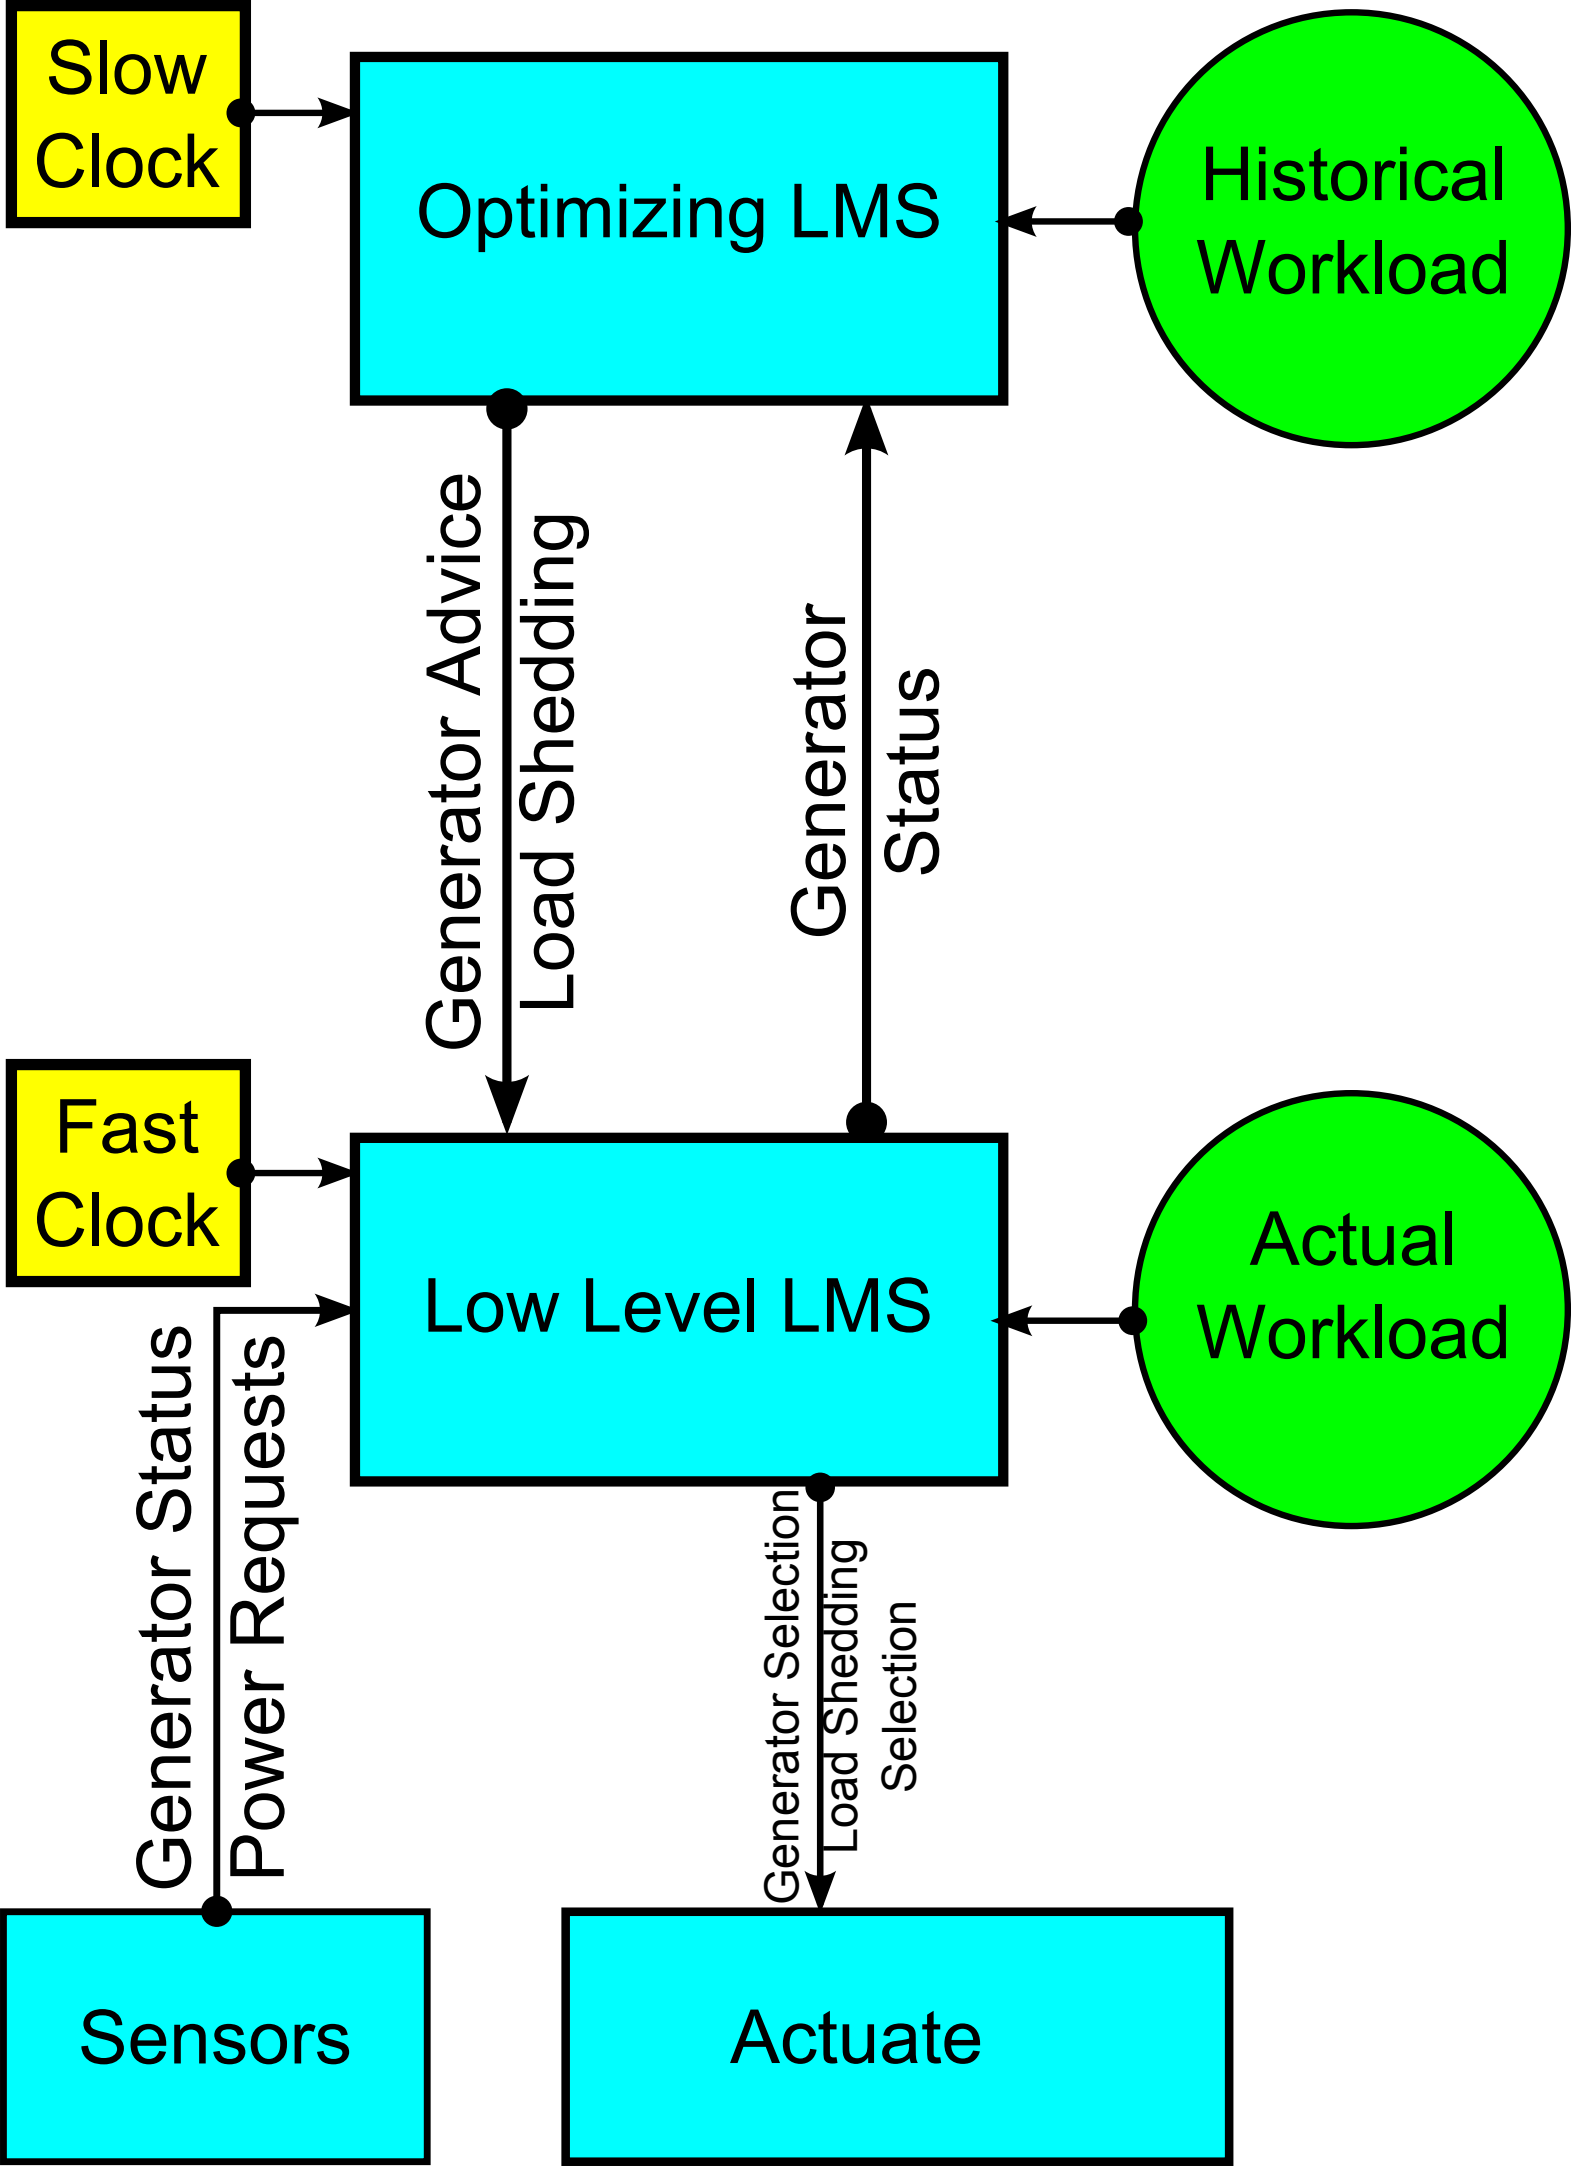 Slow
Clock
Optimizing LMS
Historical
Workload
Generator Advice
Load Shedding
Generator
Status
Fast
Clock
Low Level LMS
Actual
Workload
Generator Status
Power Requests
Generator Selection
Load Shedding
Selection
Sensors
Actuate